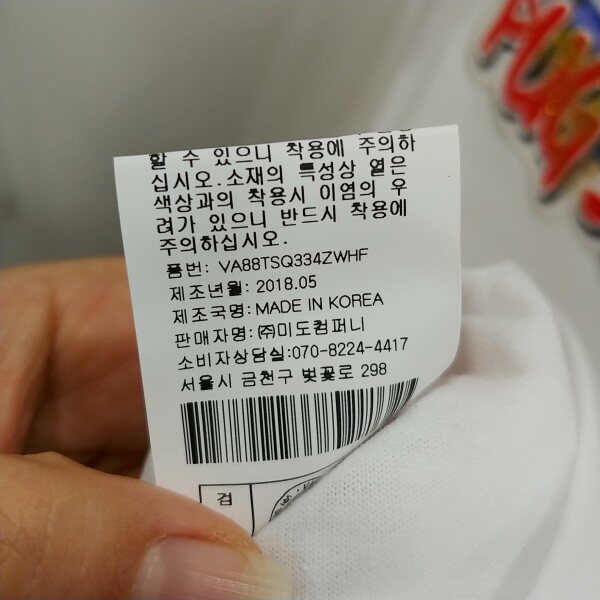 할 수 있으니 착용에 주의하
십시오.소재의 특성상 옅은
색상과의 착용시 이염의 우
려가 있으니 반드시 착용에
주의하십시오.
품번: VA88TSQ334ZWHF
제조년월: 2018.05
제조국명: MADE IN KOREA
판매자명: ㈜미도컴퍼니
소비자상담실:070-8224-4417
서울시 금천구 벚꽃로 298
검